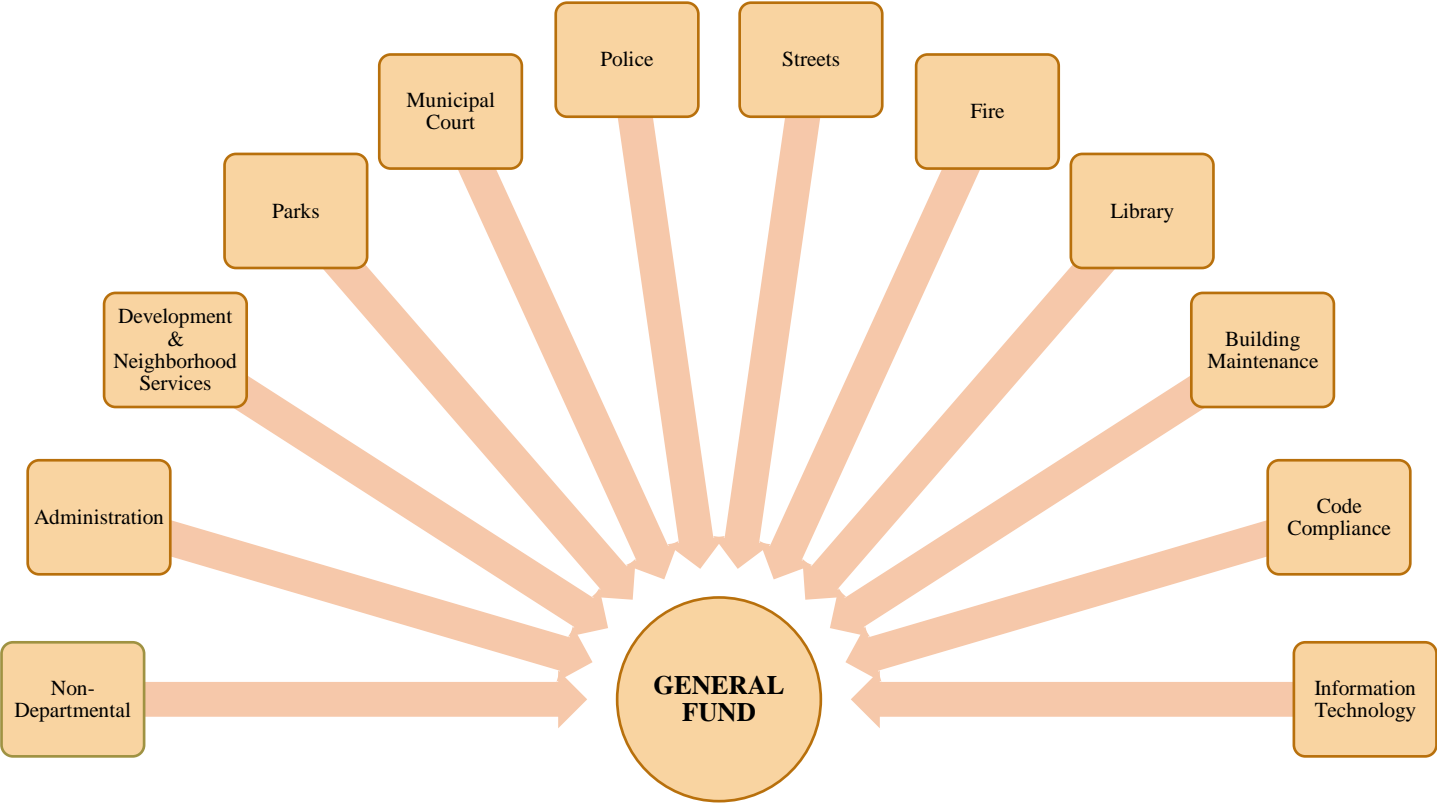 Police
Streets
Municipal
Court
Fire
Parks
Library
Development
&
Neighborhood
Services
Building
Maintenance
Administration
Code
Compliance
Non-
Departmental
GENERAL
FUND
Information
Technology